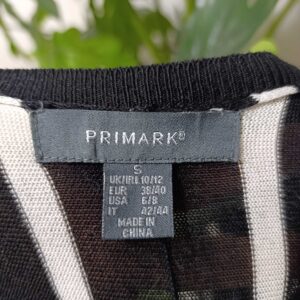 PRIMARK®
S
UK/IRL 10/12
EUR 38/40
USA 6/8
IT 42/44
MADE IN
CHINA